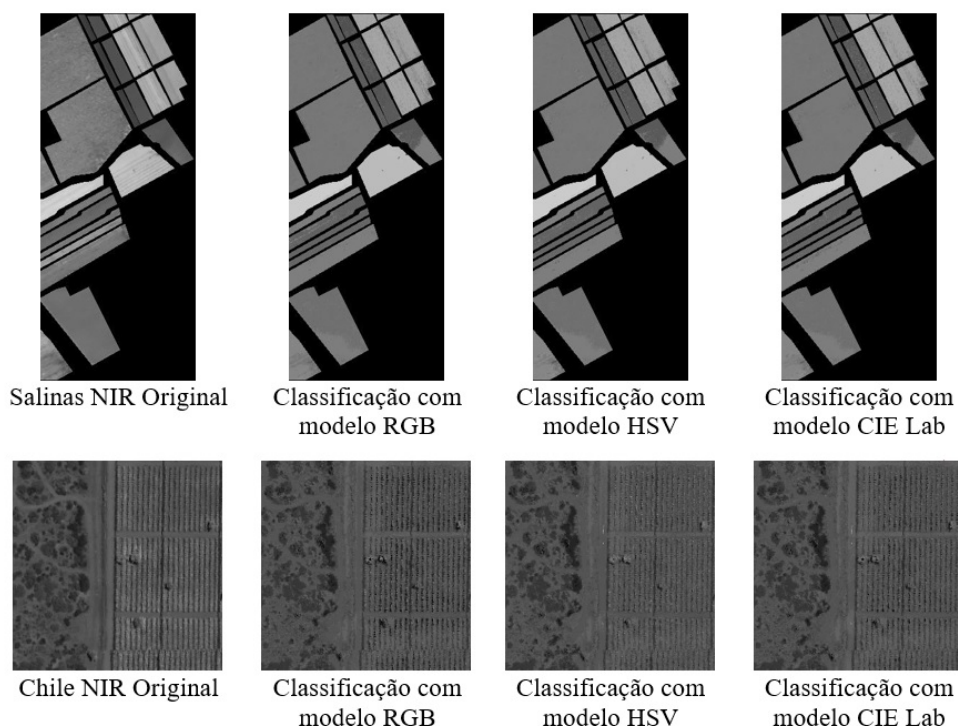 Salinas NIR Original
Classificação com
modelo RGB
Classificação com
modelo HSV
Classificação com
modelo CIE Lab
Chile NIR Original
Classificação com
modelo RGB
Classificação com
modelo HSV
Classificação com
modelo CIE Lab